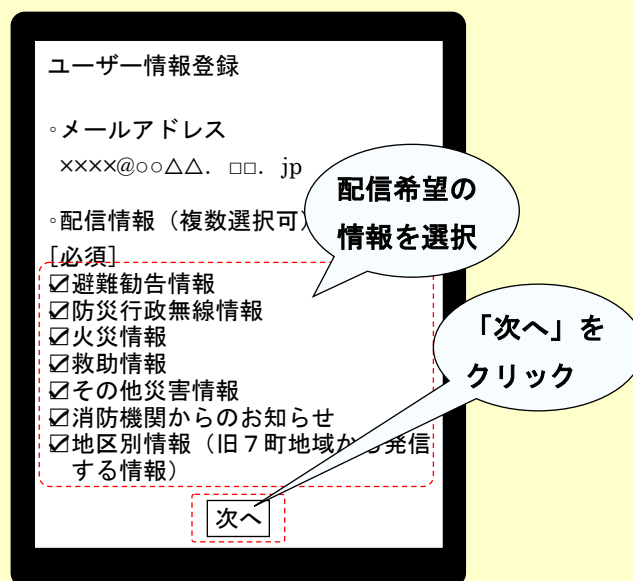 ユーザー情報登録
◦メールアドレス
××××@○○△△．□□．jp
◦配信情報（複数選択可）
[必須]
☑避難勧告情報
☑防災行政無線情報
☑火災情報
☑救助情報
☑その他災害情報
☑消防機関からのお知らせ
☑地区別情報（旧７町地域から発信
する情報）
次へ
配信希望の
情報を選択
「次へ」を
クリック